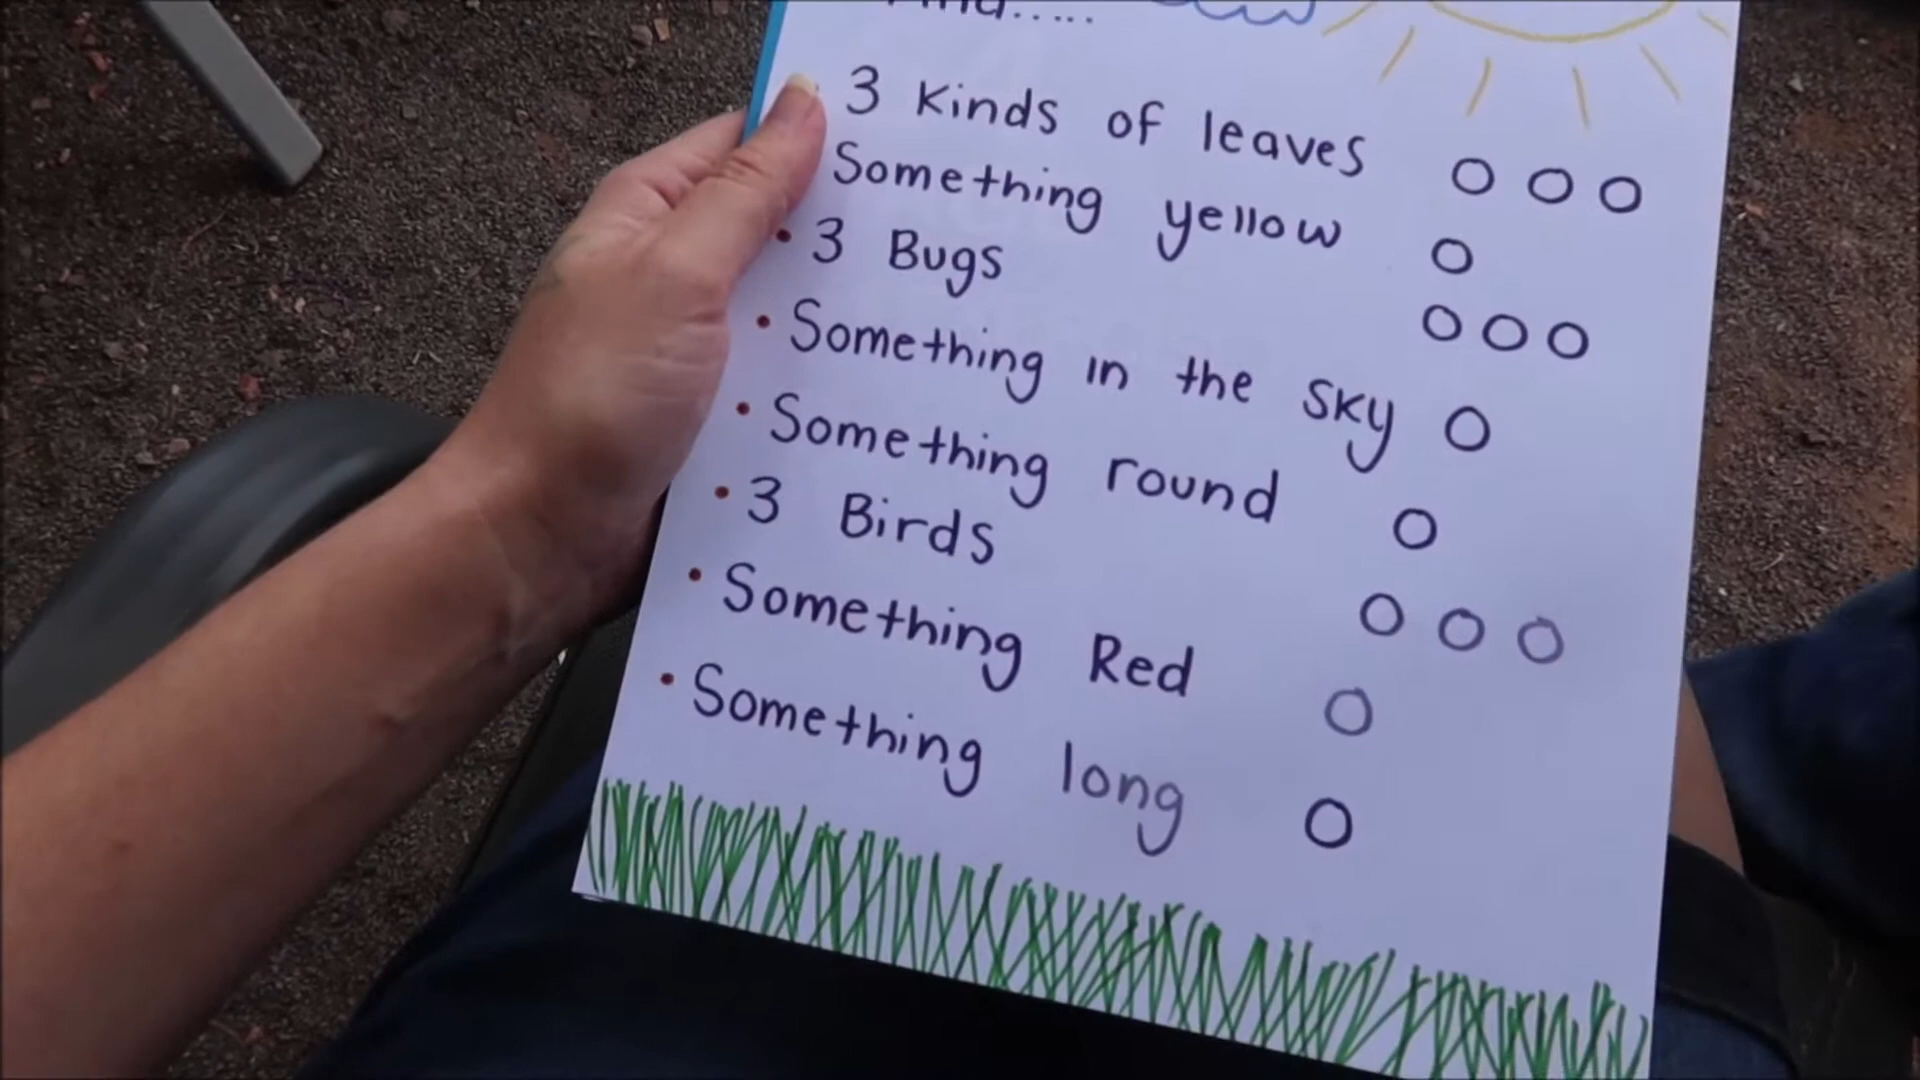 3 Kinds of leaves
Something yellow
• 3 Bugs
• Something in the sky
• Something round
• 3 Birds
• Something Red
• Something long